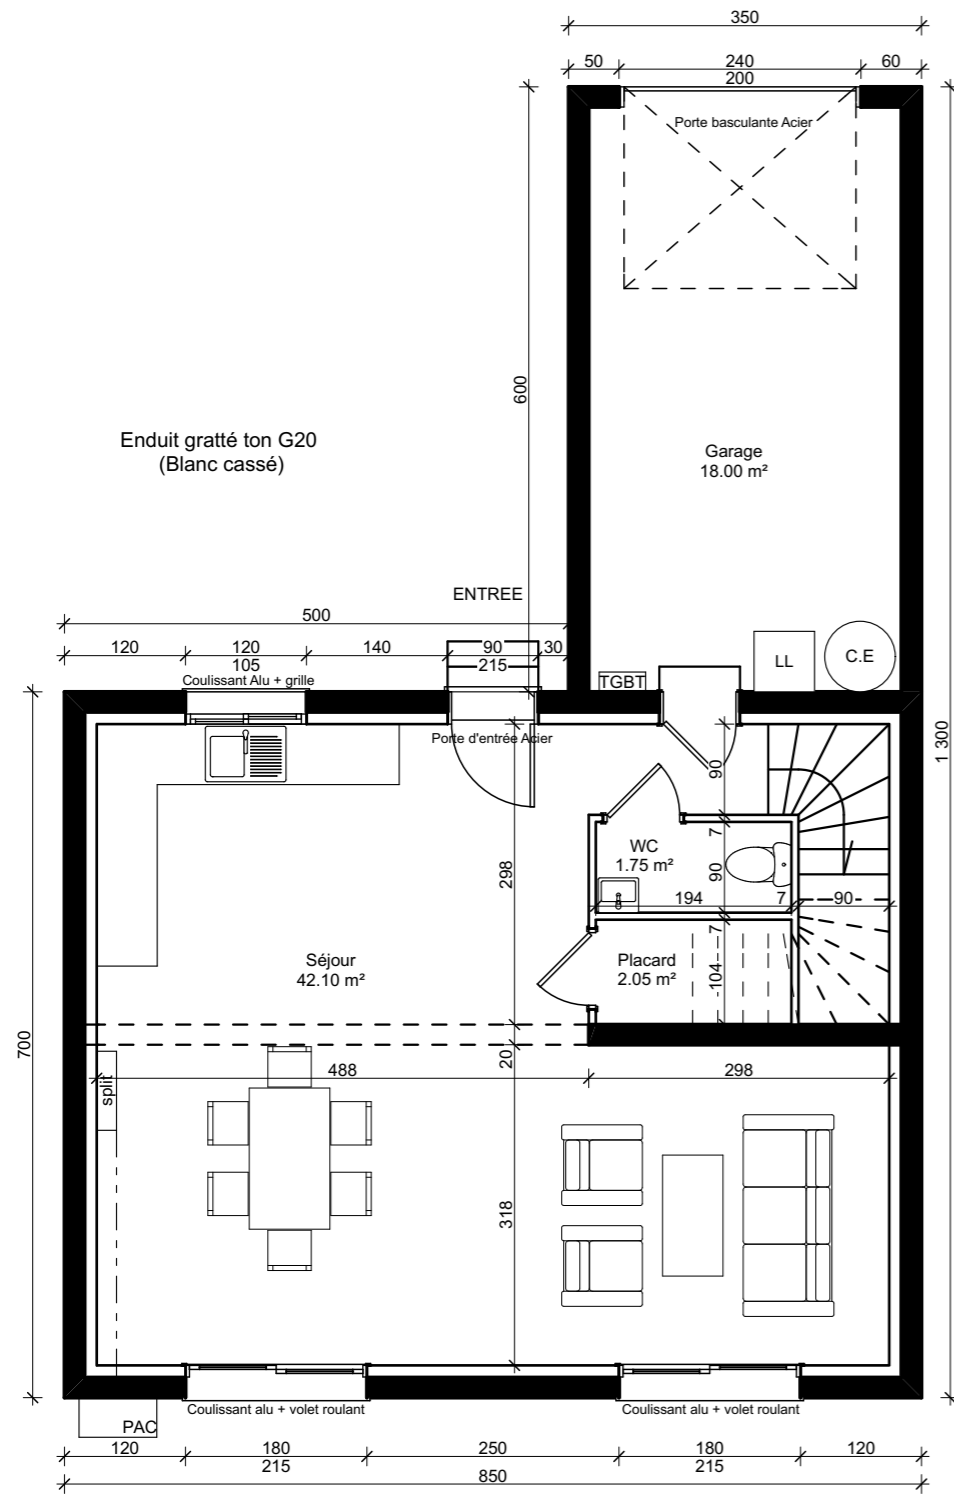 350
50
240
60
200
Porte basculante Acier
600
Enduit gratté ton G20
(Blanc cassé)
Garage
18.00 m²
ENTREE
500
120
120
140
90
30
105
215
Coulissant Alu + grille
TGBT
LL
C.E
Porte d'entrée Acier
1 300
90
7
WC
1.75 m²
90
298
194
7
90
7
Séjour
42.10 m²
Placard
2.05 m²
104
700
20
488
298
split
318
Coulissant alu + volet roulant
Coulissant alu + volet roulant
PAC
120
180
250
180
120
215
215
850